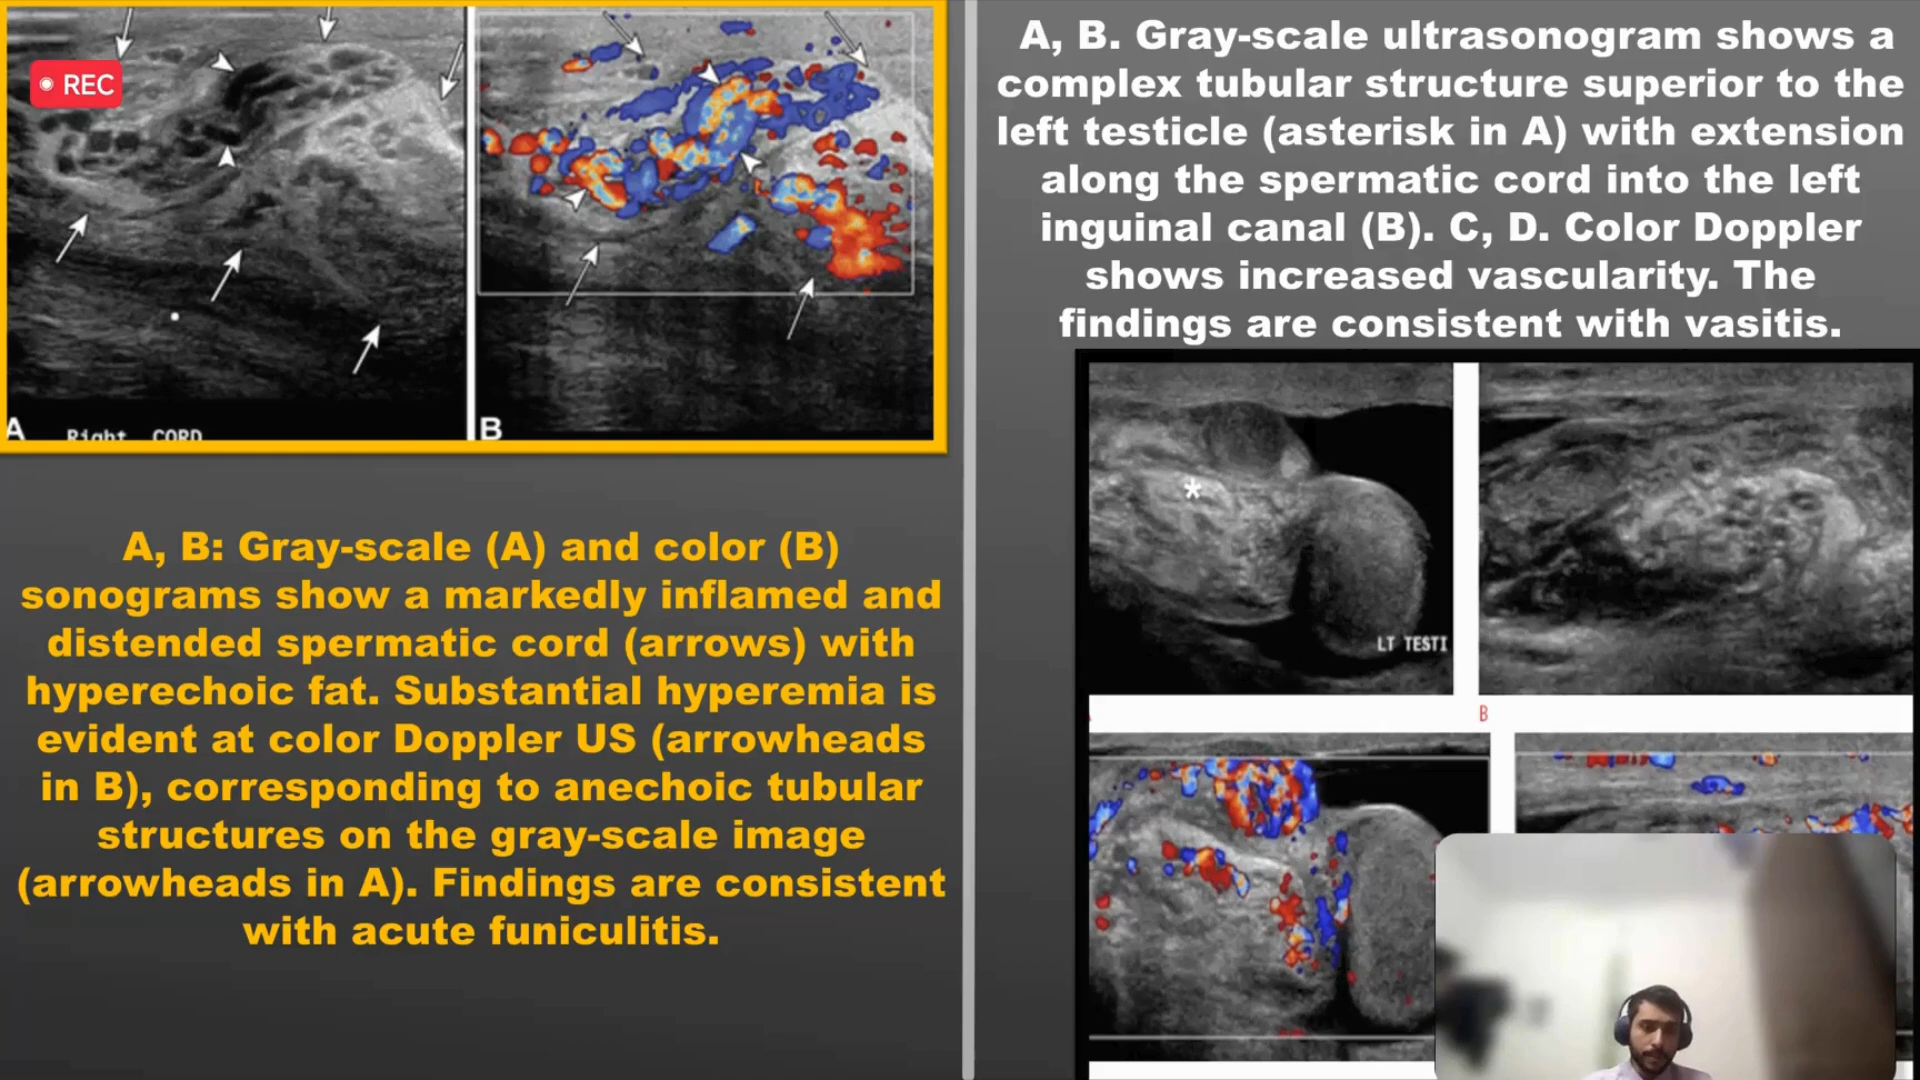 REC
A
Right CORD
B
A, B: Gray-scale (A) and color (B)
sonograms show a markedly inflamed and
distended spermatic cord (arrows) with
hyperechoic fat. Substantial hyperemia is
evident at color Doppler US (arrowheads
in B), corresponding to anechoic tubular
structures on the gray-scale image
(arrowheads in A). Findings are consistent
with acute funiculitis.
A, B. Gray-scale ultrasonogram shows a
complex tubular structure superior to the
left testicle (asterisk in A) with extension
along the spermatic cord into the left
inguinal canal (B). C, D. Color Doppler
shows increased vascularity. The
findings are consistent with vasitis.
*
LT TESTI
B